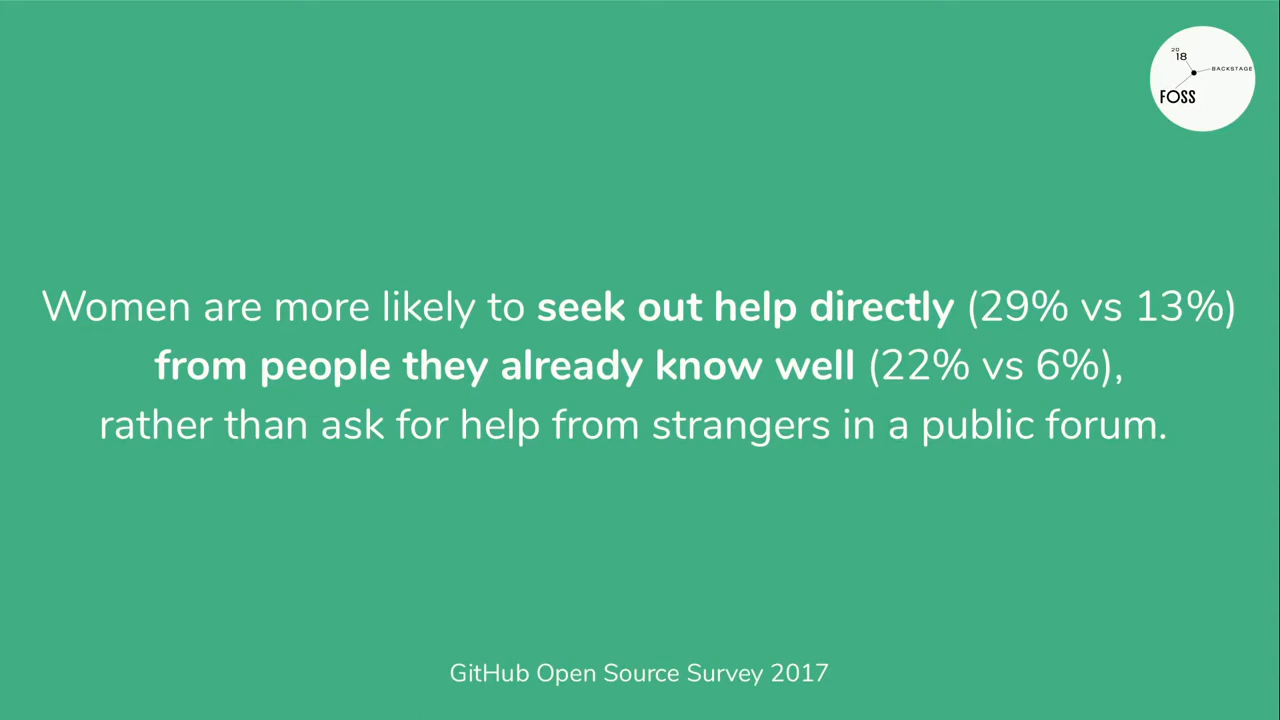 20
18
BACKSTAGE
FOSS
Women are more likely to seek out help directly (29% vs 13%)
from people they already know well (22% vs 6%),
rather than ask for help from strangers in a public forum.
GitHub Open Source Survey 2017